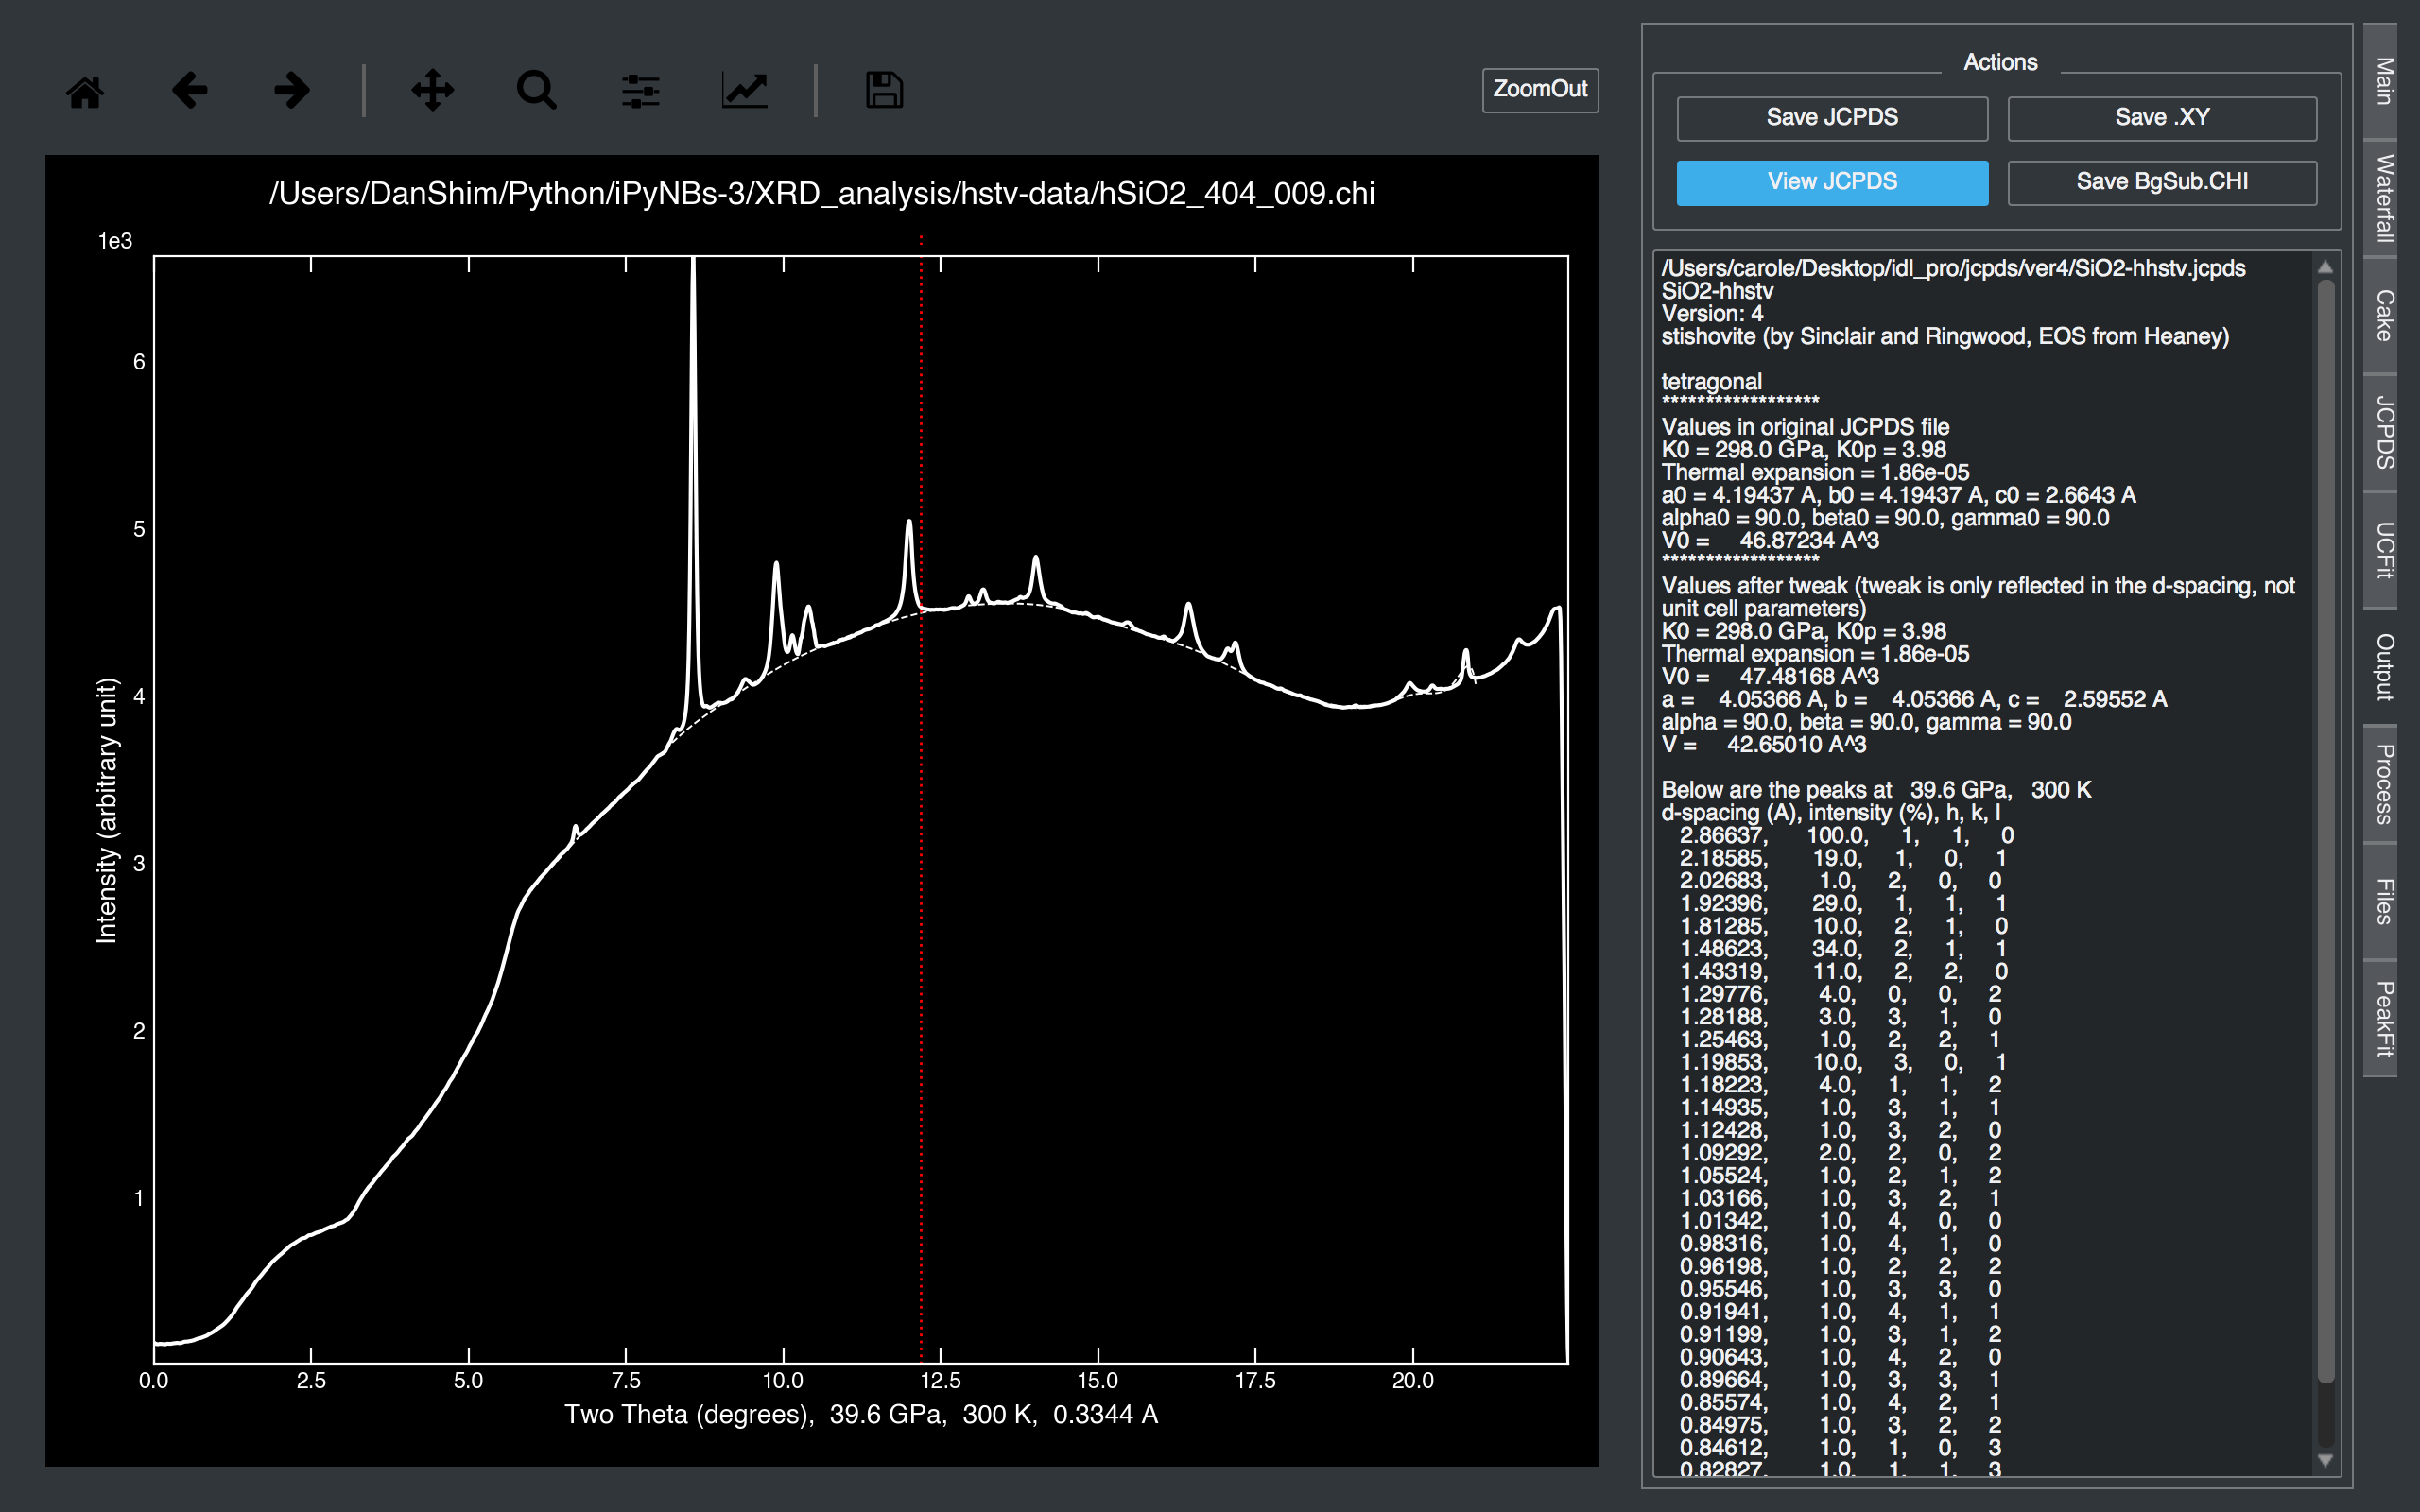 ZoomOut
/Users/DanShim/Python/iPyNBs-3/XRD_analysis/hstv-data/hSiO2_404_009.chi
1e3
6
5
4
3
2
1
Intensity (arbitrary unit)
0.0 2.5 5.0 7.5 10.0 12.5 15.0 17.5 20.0
Two Theta (degrees), 39.6 GPa, 300 K, 0.3344 A
Actions
Save JCPDS
Save .XY
View JCPDS
Save BgSub.CHI
/Users/carole/Desktop/idl_pro/jcpds/ver4/SiO2-hhstv.jcpds
SiO2-hhstv
Version: 4
stishovite (by Sinclair and Ringwood, EOS from Heaney)
tetragonal
******************
Values in original JCPDS file
K0 = 298.0 GPa, K0p = 3.98
Thermal expansion = 1.86e-05
a0 = 4.19437 A, b0 = 4.19437 A, c0 = 2.6643 A
alpha0 = 90.0, beta0 = 90.0, gamma0 = 90.0
V0 = 46.87234 A^3
******************
Values after tweak (tweak is only reflected in the d-spacing, not
unit cell parameters)
K0 = 298.0 GPa, K0p = 3.98
Thermal expansion = 1.86e-05
V0 = 47.48168 A^3
a = 4.05366 A, b = 4.05366 A, c = 2.59552 A
alpha = 90.0, beta = 90.0, gamma = 90.0
V = 42.65010 A^3
Below are the peaks at 39.6 GPa, 300 K
d-spacing (A), intensity (%), h, k, l
2.86637, 100.0, 1, 1, 0
2.18585, 19.0, 1, 0, 1
2.02683, 1.0, 2, 0, 0
1.92396, 29.0, 1, 1, 1
1.81285, 10.0, 2, 1, 0
1.48623, 34.0, 2, 1, 1
1.43319, 11.0, 2, 2, 0
1.29776, 4.0, 0, 0, 2
1.28188, 3.0, 3, 1, 0
1.25463, 1.0, 2, 2, 1
1.19853, 10.0, 3, 0, 1
1.18223, 4.0, 1, 1, 2
1.14935, 1.0, 3, 1, 1
1.12428, 1.0, 3, 2, 0
1.09292, 2.0, 2, 0, 2
1.05524, 1.0, 2, 1, 2
1.03166, 1.0, 3, 2, 1
1.01342, 1.0, 4, 0, 0
0.98316, 1.0, 4, 1, 0
0.96198, 1.0, 2, 2, 2
0.95546, 1.0, 3, 3, 0
0.91941, 1.0, 4, 1, 1
0.91199, 1.0, 3, 1, 2
0.90643, 1.0, 4, 2, 0
0.89664, 1.0, 3, 3, 1
0.85574, 1.0, 4, 2, 1
0.84975, 1.0, 3, 2, 2
0.84612, 1.0, 1, 0, 3
0.82827, 1.0, 1, 1, 3
Main
Waterfall
Cake
JCPDS
UCFit
Output
Process
Files
PeakFit